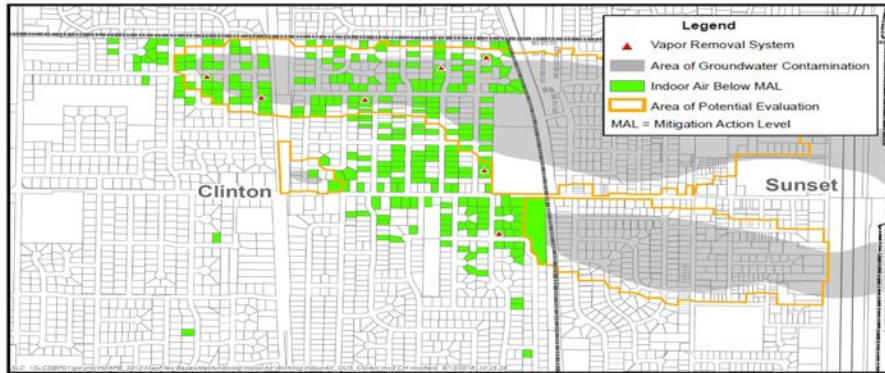 Legend
Vapor Removal System
Area of Groundwater Contamination
Indoor Air Below MAL
Area of Potential Evaluation
MAL = Mitigation Action Level
Clinton
Sunset